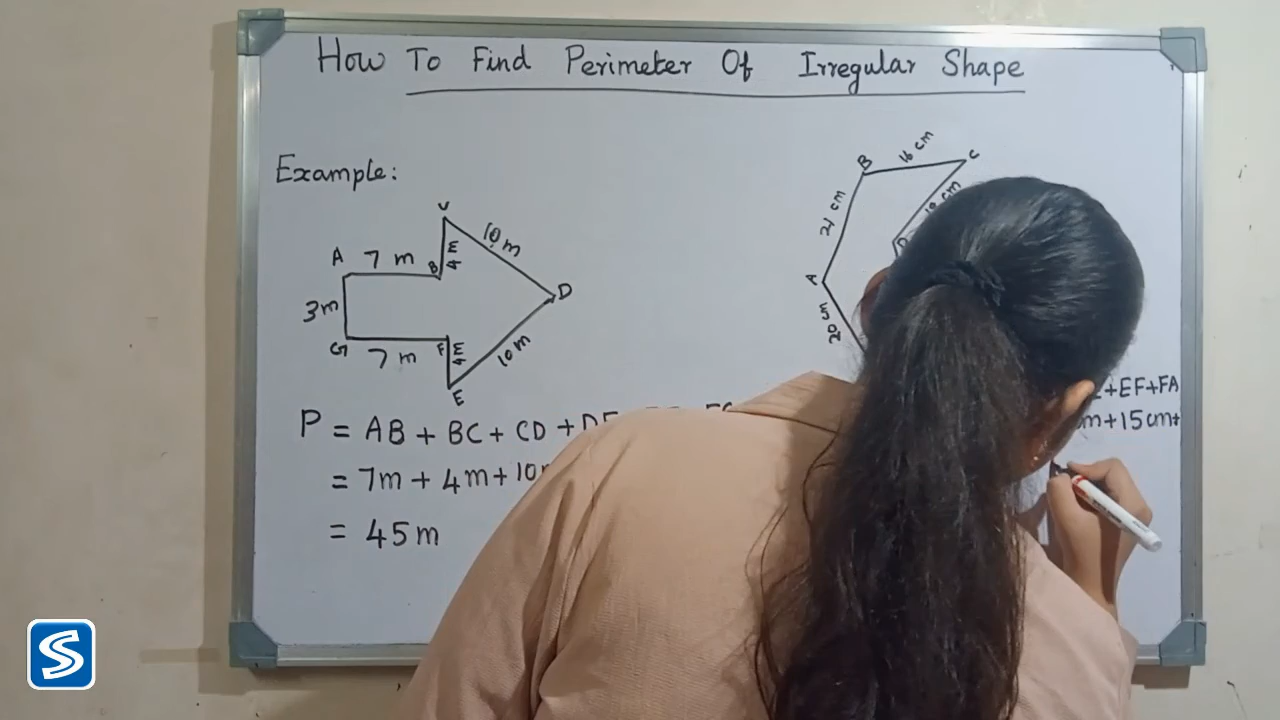 How To Find Perimeter Of Irregular Shape
Example:
A 7 m B
4 m
10 m
D
3m
G 7 m F
4m
10 m
E
P = AB + BC + CD +
= 7m + 4m +
= 45m
B 16 cm C
21 cm
A
20 cm
D
+EF+FA
+15cm+